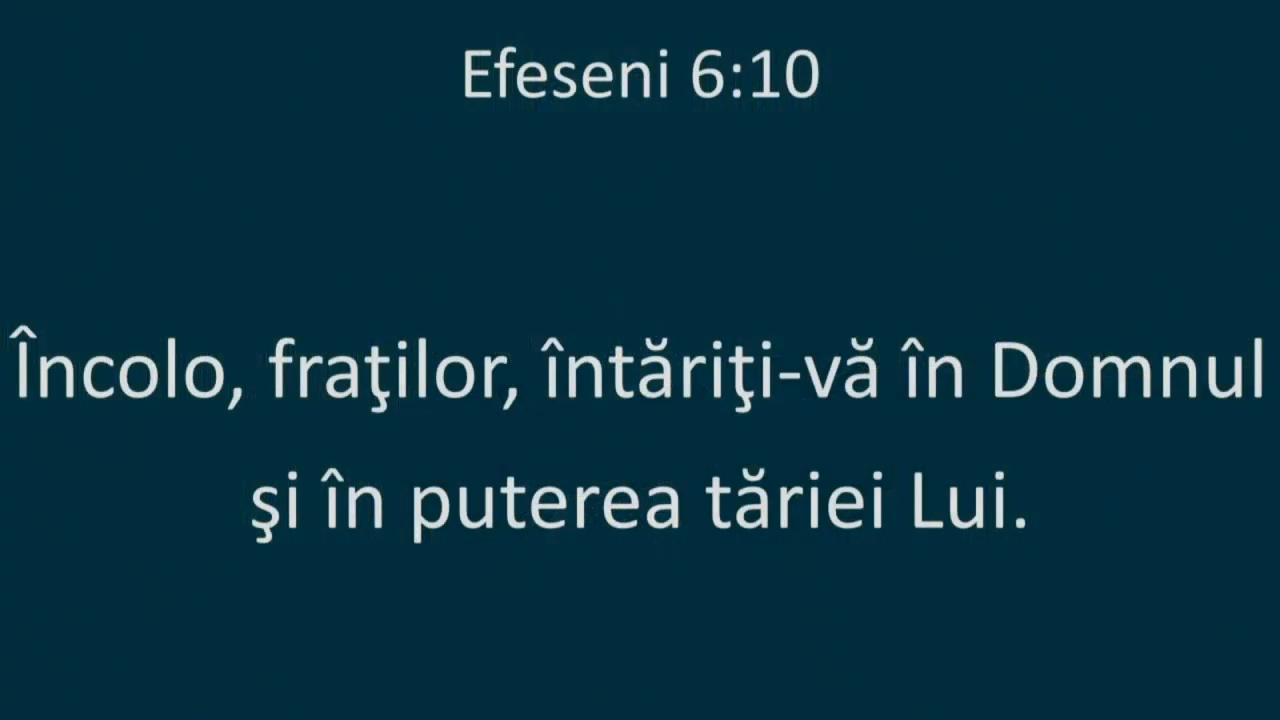 Efeseni 6:10
Încolo, fraţilor, întăriţi-vă în Domnul
şi în puterea tăriei Lui.